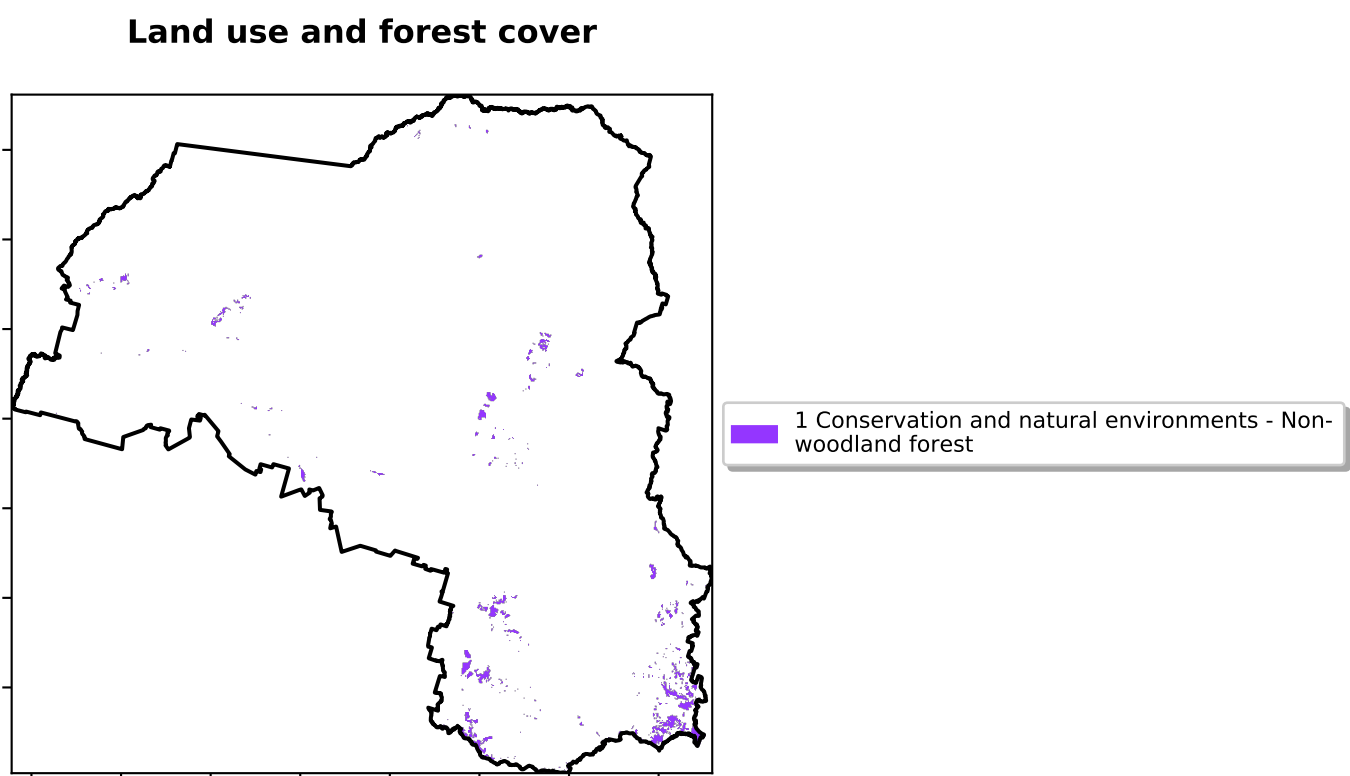 Land use and forest cover
1 Conservation and natural environments - Non-
woodland forest